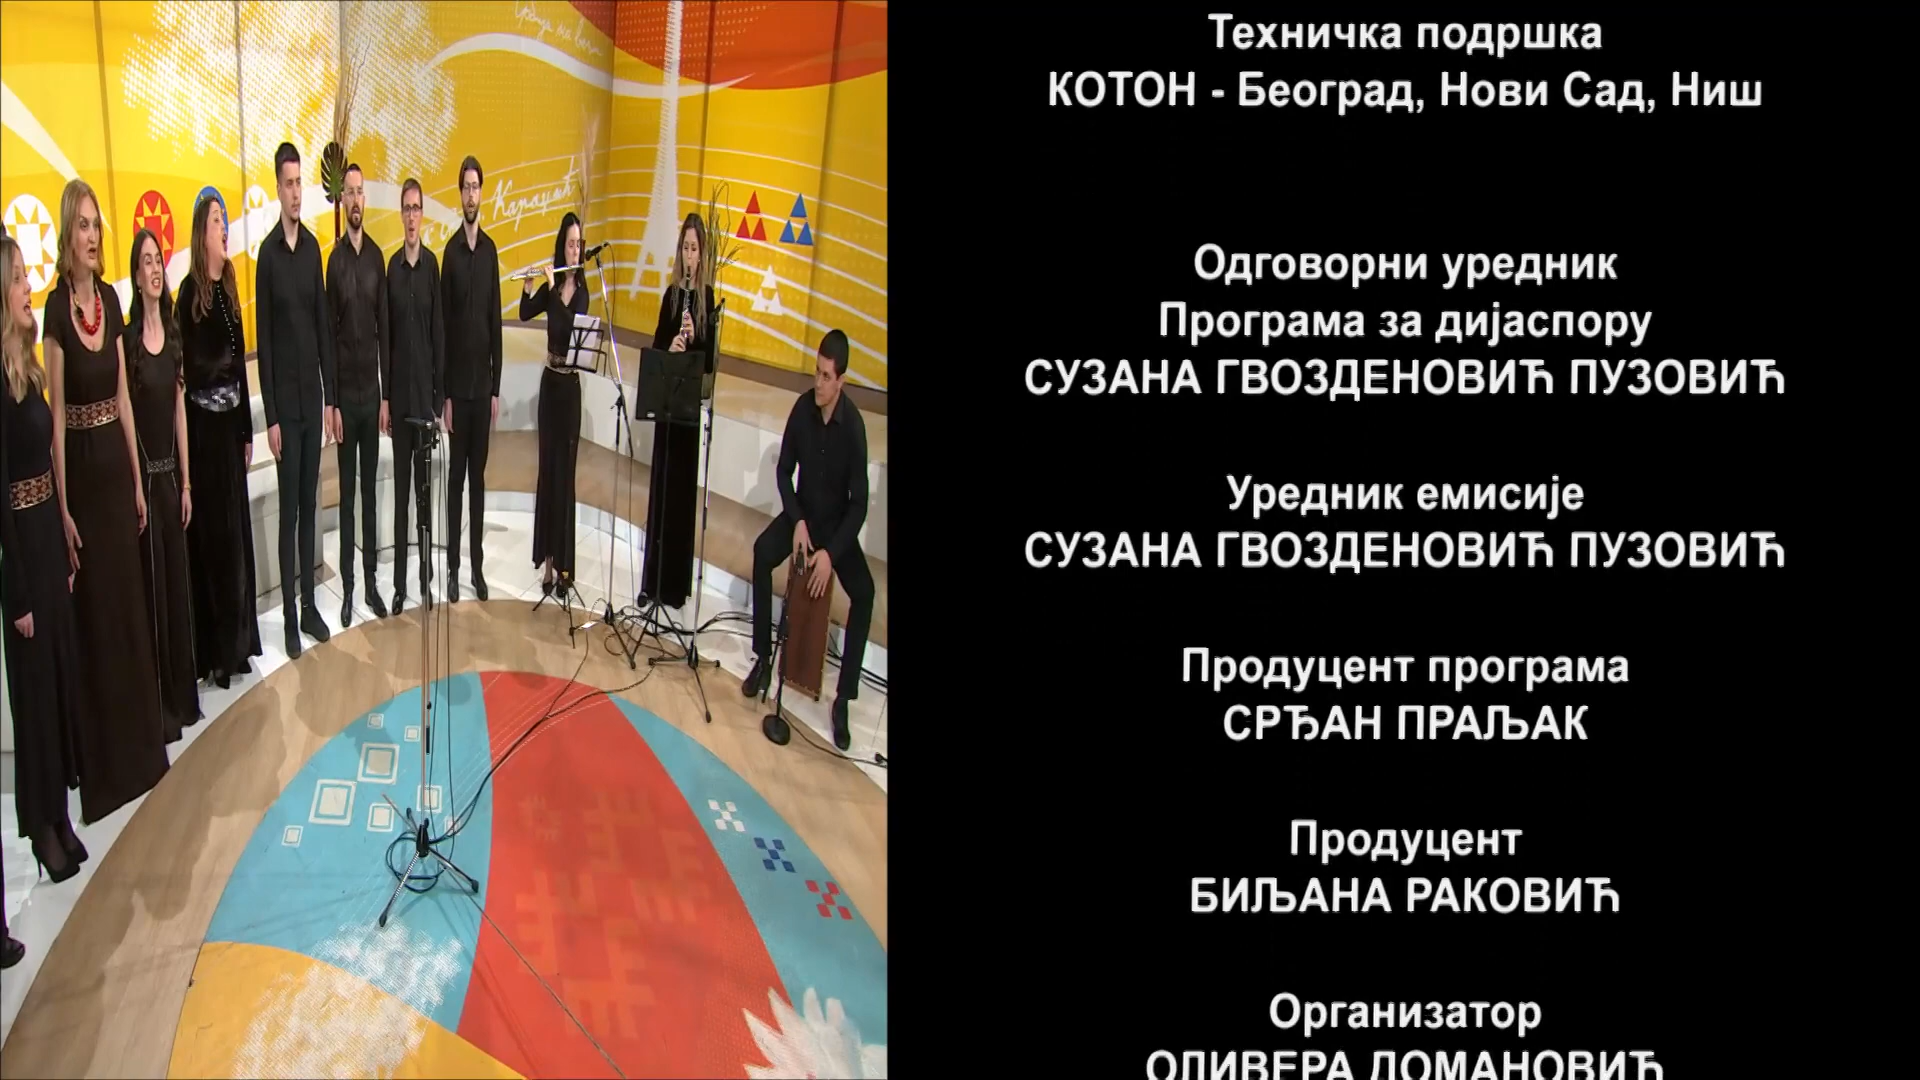 Техничка подршка
КОТОН - Београд, Нови Сад, Ниш
Одговорни уредник
Програма за дијаспору
СУЗАНА ГВОЗДЕНОВИЋ ПУЗОВИЋ
Уредник емисије
СУЗАНА ГВОЗДЕНОВИЋ ПУЗОВИЋ
Продуцент програма
СРЂАН ПРАЉАК
Продуцент
БИЉАНА РАКОВИЋ
Организатор
ОЛИВЕРА ДОМАНОВИЋ